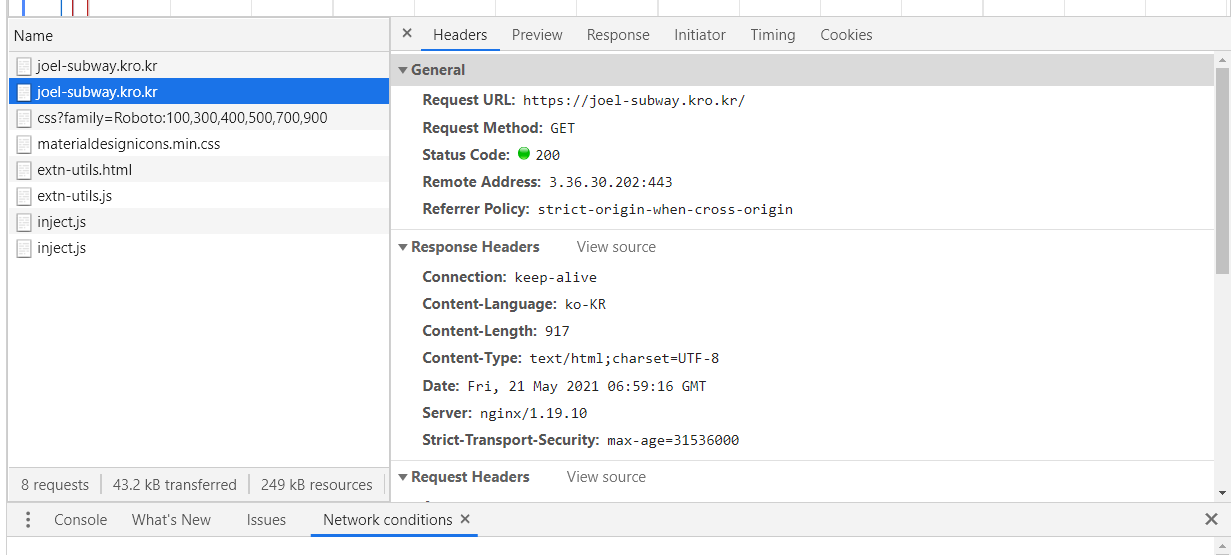 Name
joel-subway.kro.kr
joel-subway.kro.kr
css?family=Roboto:100,300,400,500,700,900
materialdesignicons.min.css
extn-utils.html
extn-utils.js
inject.js
inject.js
8 requests 43.2 kB transferred 249 kB resources
× Headers Preview Response Initiator Timing Cookies
General
Request URL: https://joel-subway.kro.kr/
Request Method: GET
Status Code: 200
Remote Address: 3.36.30.202:443
Referrer Policy: strict-origin-when-cross-origin
Response Headers View source
Connection: keep-alive
Content-Language: ko-KR
Content-Length: 917
Content-Type: text/html;charset=UTF-8
Date: Fri, 21 May 2021 06:59:16 GMT
Server: nginx/1.19.10
Strict-Transport-Security: max-age=31536000
Request Headers View source
Console What's New Issues Network conditions × ×